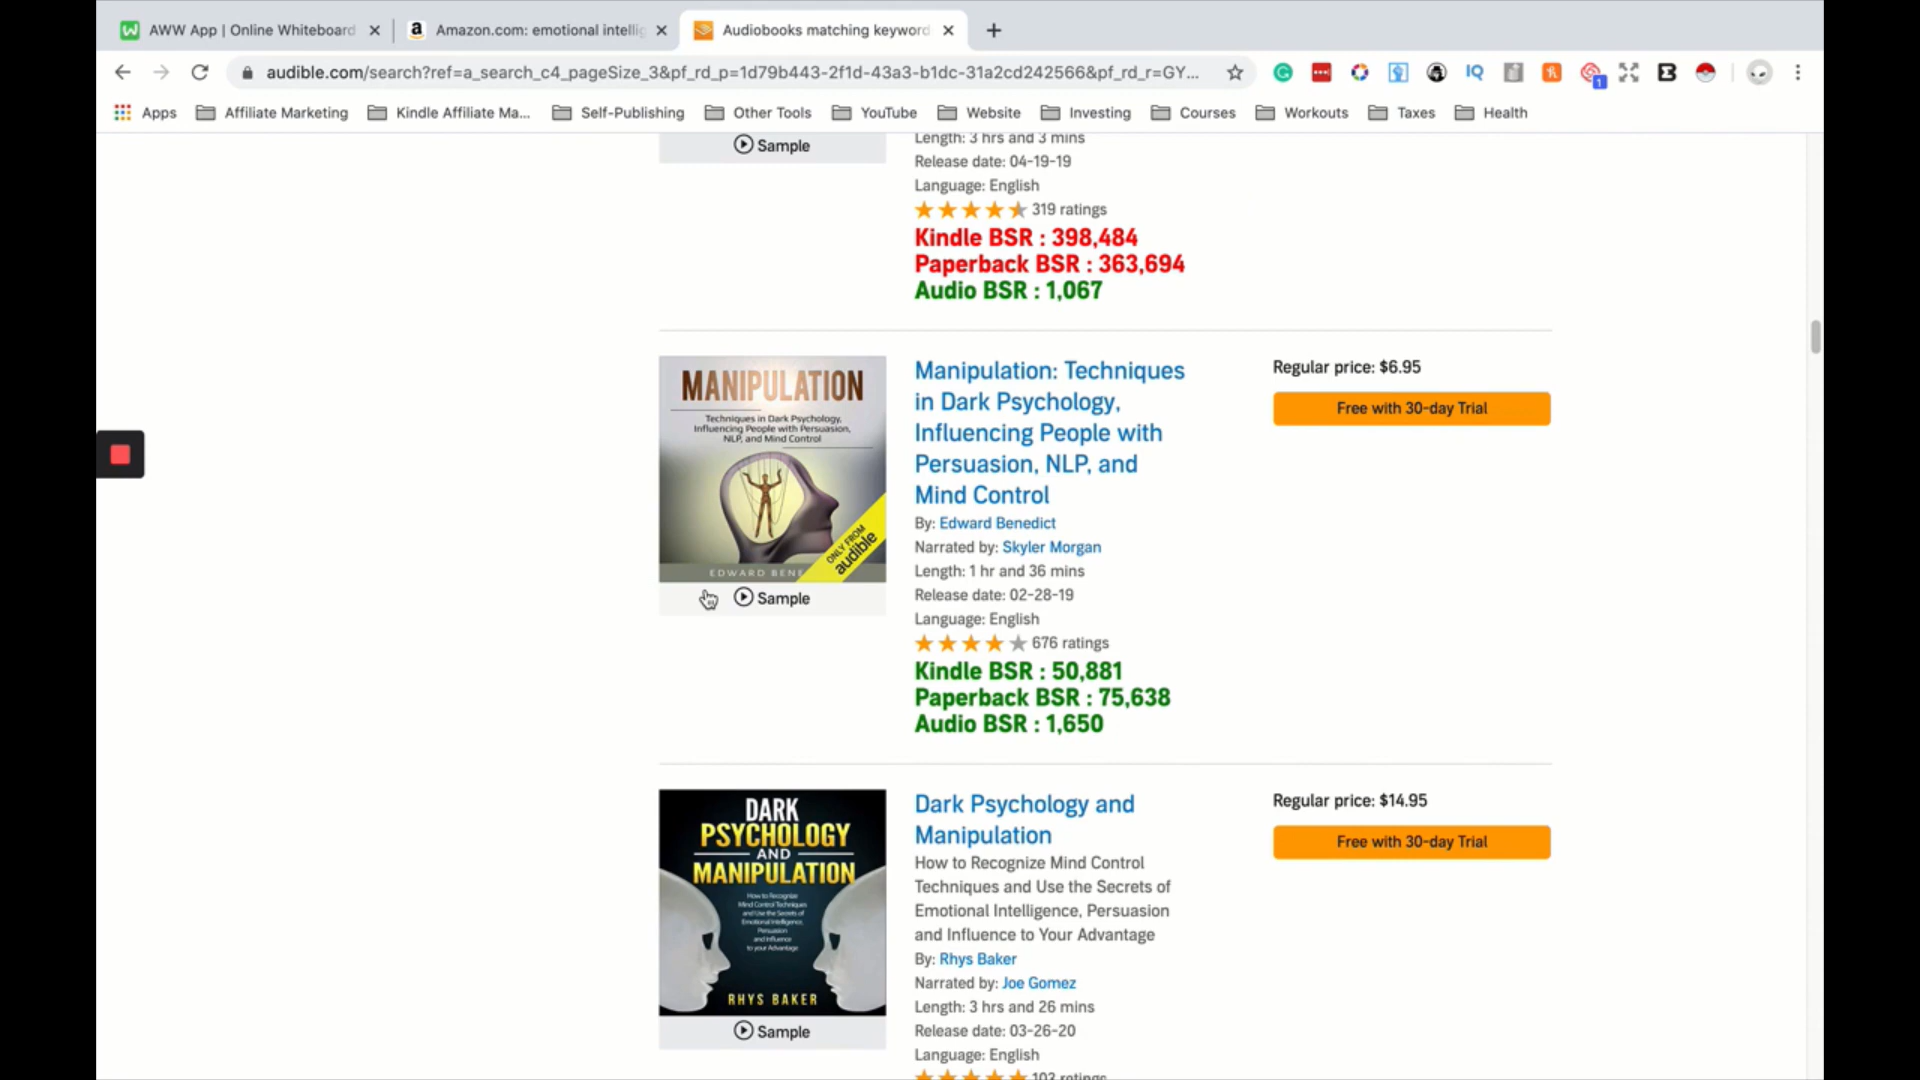 AWW App | Online Whiteboard
Amazon.com: emotional intellig
Audiobooks matching keyword
audible.com/search?ref=a_search_c4_pageSize_3&pf_rd_p=1d79b443-2f1d-43a3-b1dc-31a2cd242566&pf_rd_r=GY...
Apps
Affiliate Marketing
Kindle Affiliate Ma...
Self-Publishing
Other Tools
YouTube
Website
Investing
Courses
Workouts
Taxes
Health
Sample
Length: 3 hrs and 3 mins
Release date: 04-19-19
Language: English
319 ratings
Kindle BSR : 398,484
Paperback BSR : 363,694
Audio BSR : 1,067
MANIPULATION
Techniques in Dark Psychology,
Influencing People with Persuasion,
NLP, and Mind Control
ONLY FROM
audible
EDWARD BENE
Sample
Manipulation: Techniques
in Dark Psychology,
Influencing People with
Persuasion, NLP, and
Mind Control
By: Edward Benedict
Narrated by: Skyler Morgan
Length: 1 hr and 36 mins
Release date: 02-28-19
Language: English
676 ratings
Kindle BSR : 50,881
Paperback BSR : 75,638
Audio BSR : 1,650
Regular price: $6.95
Free with 30-day Trial
DARK
PSYCHOLOGY
AND
MANIPULATION
How to Recognize
Mind Control Techniques
and Use the Secrets of
Emotional Intelligence,
Persuasion
and Influence
to your Advantage
RHYS BAKER
Sample
Dark Psychology and
Manipulation
How to Recognize Mind Control
Techniques and Use the Secrets of
Emotional Intelligence, Persuasion
and Influence to Your Advantage
By: Rhys Baker
Narrated by: Joe Gomez
Length: 3 hrs and 26 mins
Release date: 03-26-20
Language: English
103 ratings
Regular price: $14.95
Free with 30-day Trial